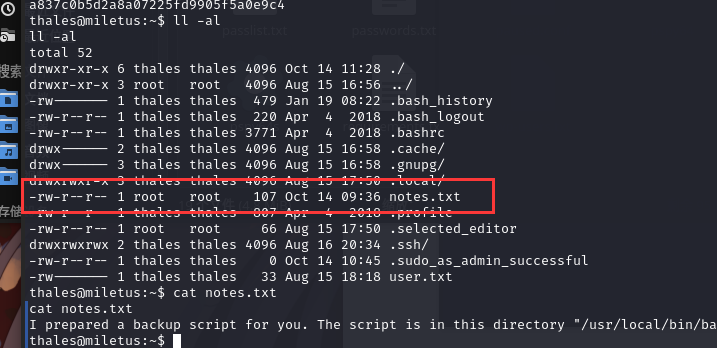 a837c0b5d2a8a07225fd9905f5a0e9c4
thales@miletus:~$ ll -al
ll -al
total 52
drwxr-xr-x 6 thales thales 4096 Oct 14 11:28 ./
drwxr-xr-x 3 root   root   4096 Aug 15 16:56 ../
-rw------- 1 thales thales  479 Jan 19 08:22 .bash_history
-rw-r--r-- 1 thales thales  220 Apr  4  2018 .bash_logout
-rw-r--r-- 1 thales thales 3771 Apr  4  2018 .bashrc
drwx------ 2 thales thales 4096 Aug 15 16:58 .cache/
drwx------ 3 thales thales 4096 Aug 15 16:58 .gnupg/
drwxrwxr-x 3 thales thales 4096 Aug 15 17:50 .local/
-rw-r--r-- 1 root   root    107 Oct 14 09:36 notes.txt
-rw-r--r-- 1 thales thales  807 Apr  4  2018 .profile
-rw-r--r-- 1 root   root     66 Aug 15 17:50 .selected_editor
drwxrwxrwx 2 thales thales 4096 Aug 16 20:34 .ssh/
-rw-r--r-- 1 thales thales    0 Oct 14 10:45 .sudo_as_admin_successful
-rw------- 1 thales thales   33 Aug 15 18:18 user.txt
thales@miletus:~$ cat notes.txt
cat notes.txt
I prepared a backup script for you. The script is in this directory "/usr/local/bin/ba
thales@miletus:~$
passlist.txt
passwords.txt
搜索
存储